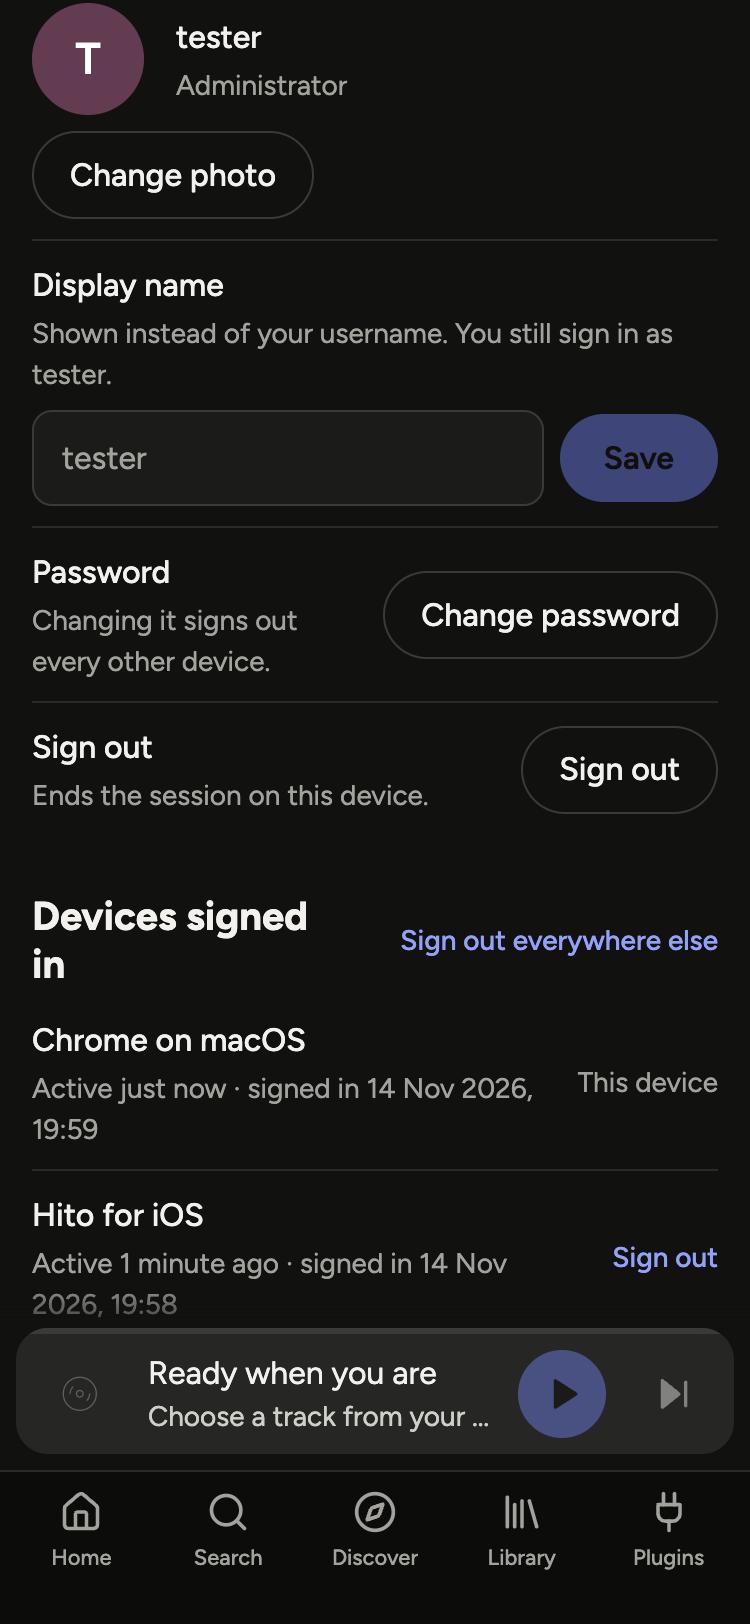 T
tester
Administrator
Change photo
Display name
Shown instead of your username. You still sign in as
tester.
tester
Save
Password
Changing it signs out
every other device.
Change password
Sign out
Ends the session on this device.
Sign out
Devices signed
in
Sign out everywhere else
Chrome on macOS
Active just now · signed in 14 Nov 2026,
19:59
This device
Hito for iOS
Active 1 minute ago · signed in 14 Nov
2026, 19:58
Sign out
Ready when you are
Choose a track from your ...
Home
Search
Discover
Library
Plugins